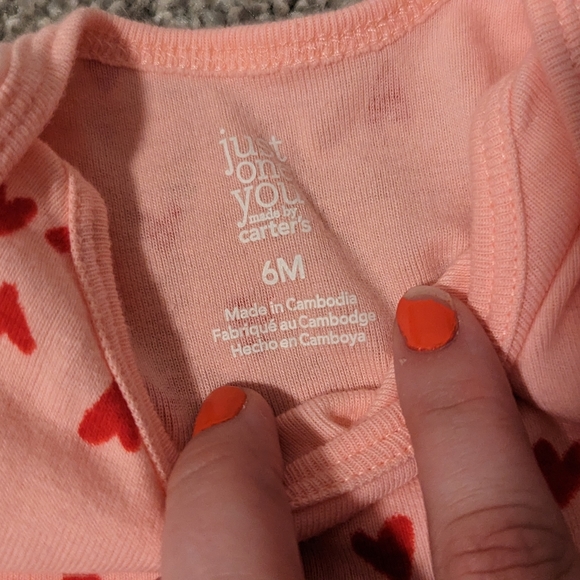 just
one
you
made by
carter's
6M
Made in Cambodia
Fabriqué au Cambodge
Hecho en Camboya